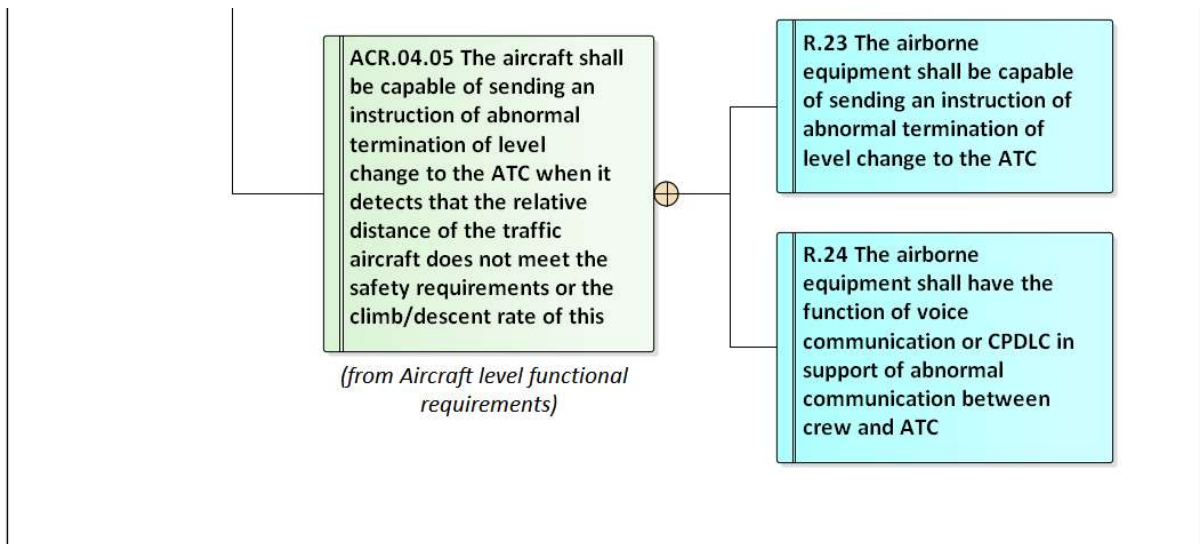 ACR.04.05 The aircraft shall
be capable of sending an
instruction of abnormal
termination of level
change to the ATC when it
detects that the relative
distance of the traffic
aircraft does not meet the
safety requirements or the
climb/descent rate of this
(from Aircraft level functional
requirements)
R.23 The airborne
equipment shall be capable
of sending an instruction of
abnormal termination of
level change to the ATC
R.24 The airborne
equipment shall have the
function of voice
communication or CPDLC in
support of abnormal
communication between
crew and ATC